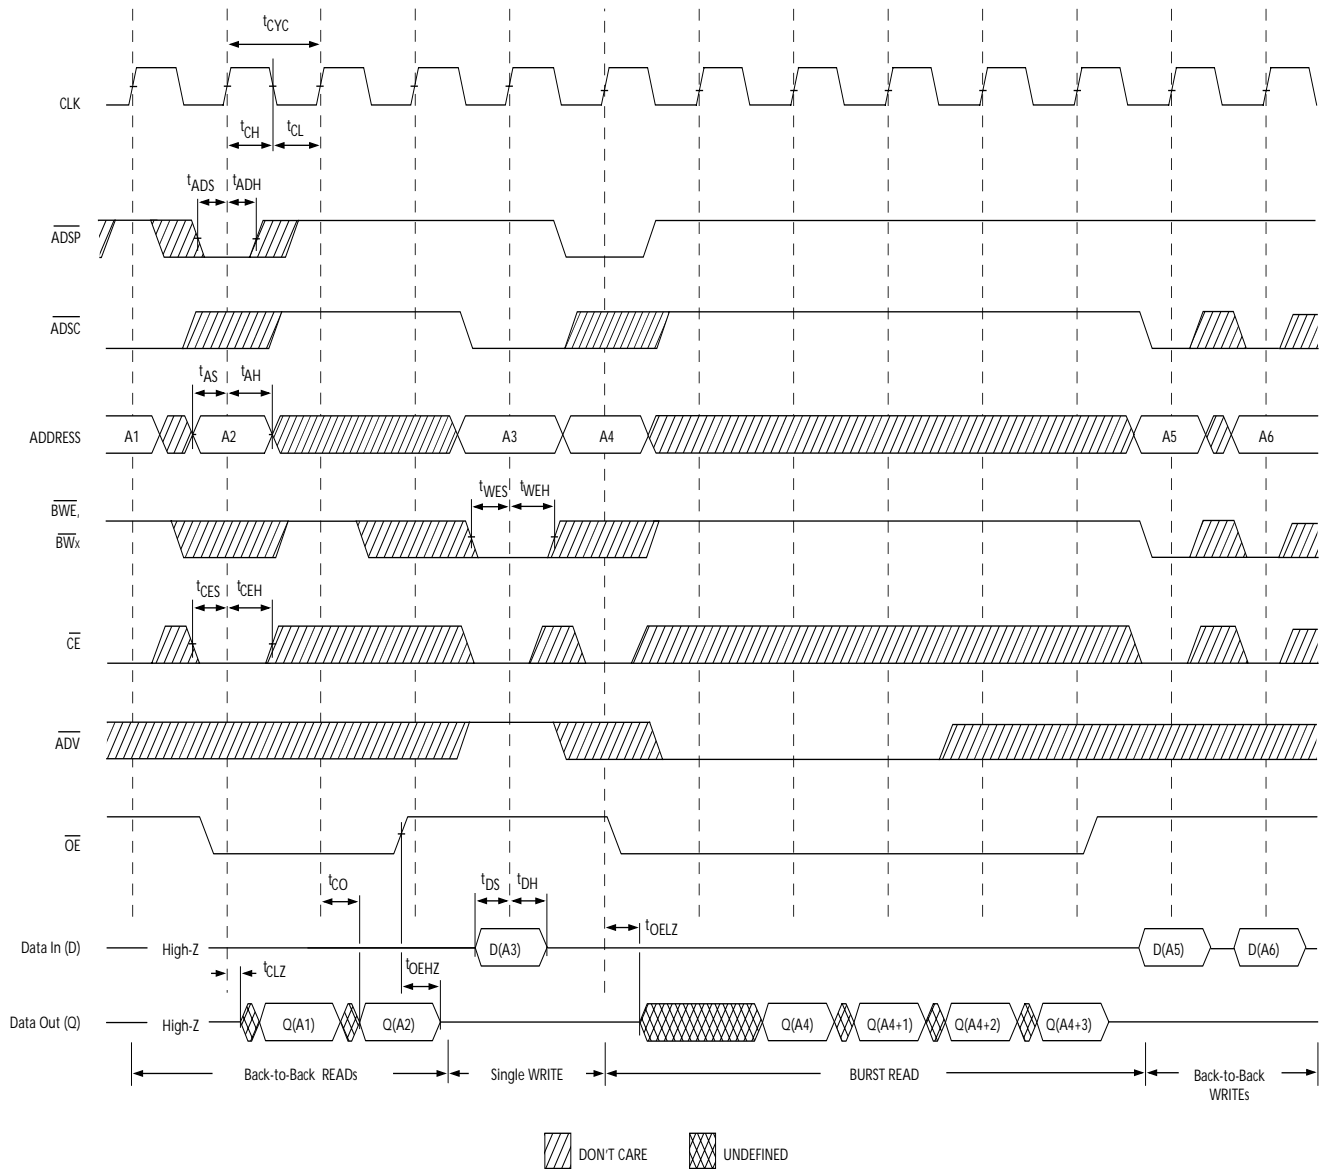 tCYC
CLK
tCH
tCL
tADS
tADH
ADSP
ADSC
tAS
tAH
ADDRESS
A1
A2
A3
A4
A5
A6
tWES
tWEH
BWE,
BWx
tCES
tCEH
CE
ADV
OE
tCO
tDS
tDH
tOELZ
Data In (D)
High-Z
D(A3)
D(A5)
D(A6)
tCLZ
tOEHZ
Data Out (Q)
High-Z
Q(A1)
Q(A2)
Q(A4)
Q(A4+1)
Q(A4+2)
Q(A4+3)
Back-to-Back READs
Single WRITE
BURST READ
Back-to-Back
WRITEs
DON'T CARE
UNDEFINED